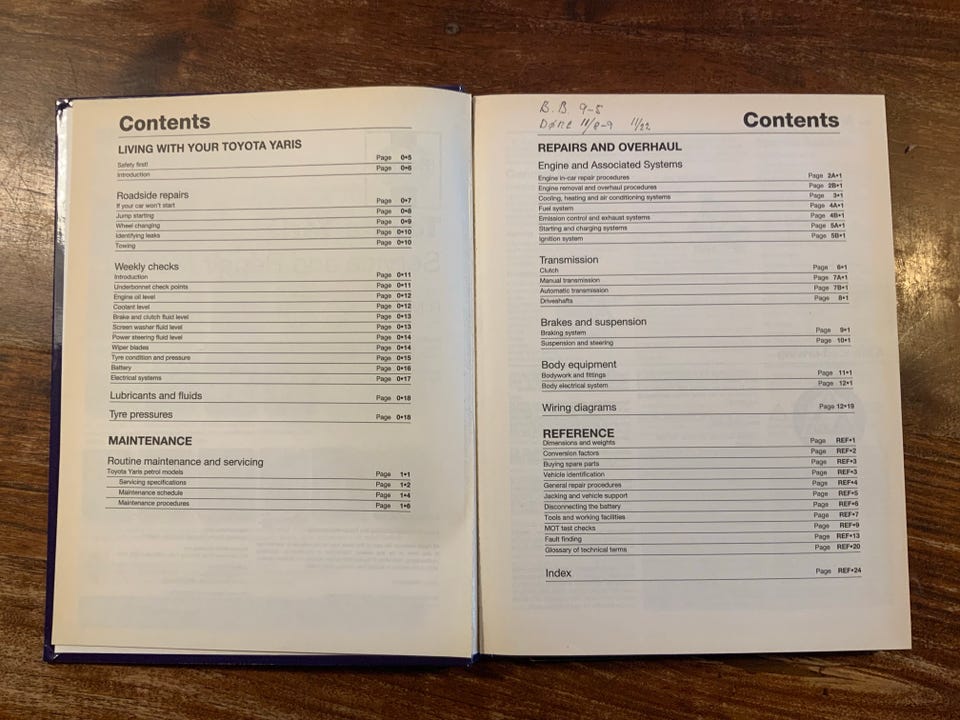 Contents
LIVING WITH YOUR TOYOTA YARIS
Safety first! Page 0•5
Introduction Page 0•6
Roadside repairs
If your car won't start Page 0•7
Jump starting Page 0•8
Wheel changing Page 0•9
Identifying leaks Page 0•10
Towing Page 0•10
Weekly checks
Introduction Page 0•11
Underbonnet check points Page 0•11
Engine oil level Page 0•12
Coolant level Page 0•12
Brake and clutch fluid level Page 0•13
Screen washer fluid level Page 0•13
Power steering fluid level Page 0•14
Wiper blades Page 0•14
Tyre condition and pressure Page 0•15
Battery Page 0•16
Electrical systems Page 0•17
Lubricants and fluids Page 0•18
Tyre pressures Page 0•18
MAINTENANCE
Routine maintenance and servicing
Toyota Yaris petrol models Page 1•1
Servicing specifications Page 1•2
Maintenance schedule Page 1•4
Maintenance procedures Page 1•6
B.B. 9-5
11/8-9 11/22
Contents
REPAIRS AND OVERHAUL
Engine and Associated Systems
Engine in-car repair procedures Page 2A•1
Engine removal and overhaul procedures Page 2B•1
Cooling, heating and air conditioning systems Page 3•1
Fuel system Page 4A•1
Emission control and exhaust systems Page 4B•1
Starting and charging systems Page 5A•1
Ignition system Page 5B•1
Transmission
Clutch Page 6•1
Manual transmission Page 7A•1
Automatic transmission Page 7B•1
Driveshafts Page 8•1
Brakes and suspension
Braking system Page 9•1
Suspension and steering Page 10•1
Body equipment
Bodywork and fittings Page 11•1
Body electrical system Page 12•1
Wiring diagrams Page 12•19
REFERENCE
Dimensions and weights Page REF•1
Conversion factors Page REF•2
Buying spare parts Page REF•3
Vehicle identification Page REF•3
General repair procedures Page REF•4
Jacking and vehicle support Page REF•5
Disconnecting the battery Page REF•6
Tools and working facilities Page REF•7
MOT test checks Page REF•9
Fault finding Page REF•13
Glossary of technical terms Page REF•20
Index Page REF•24